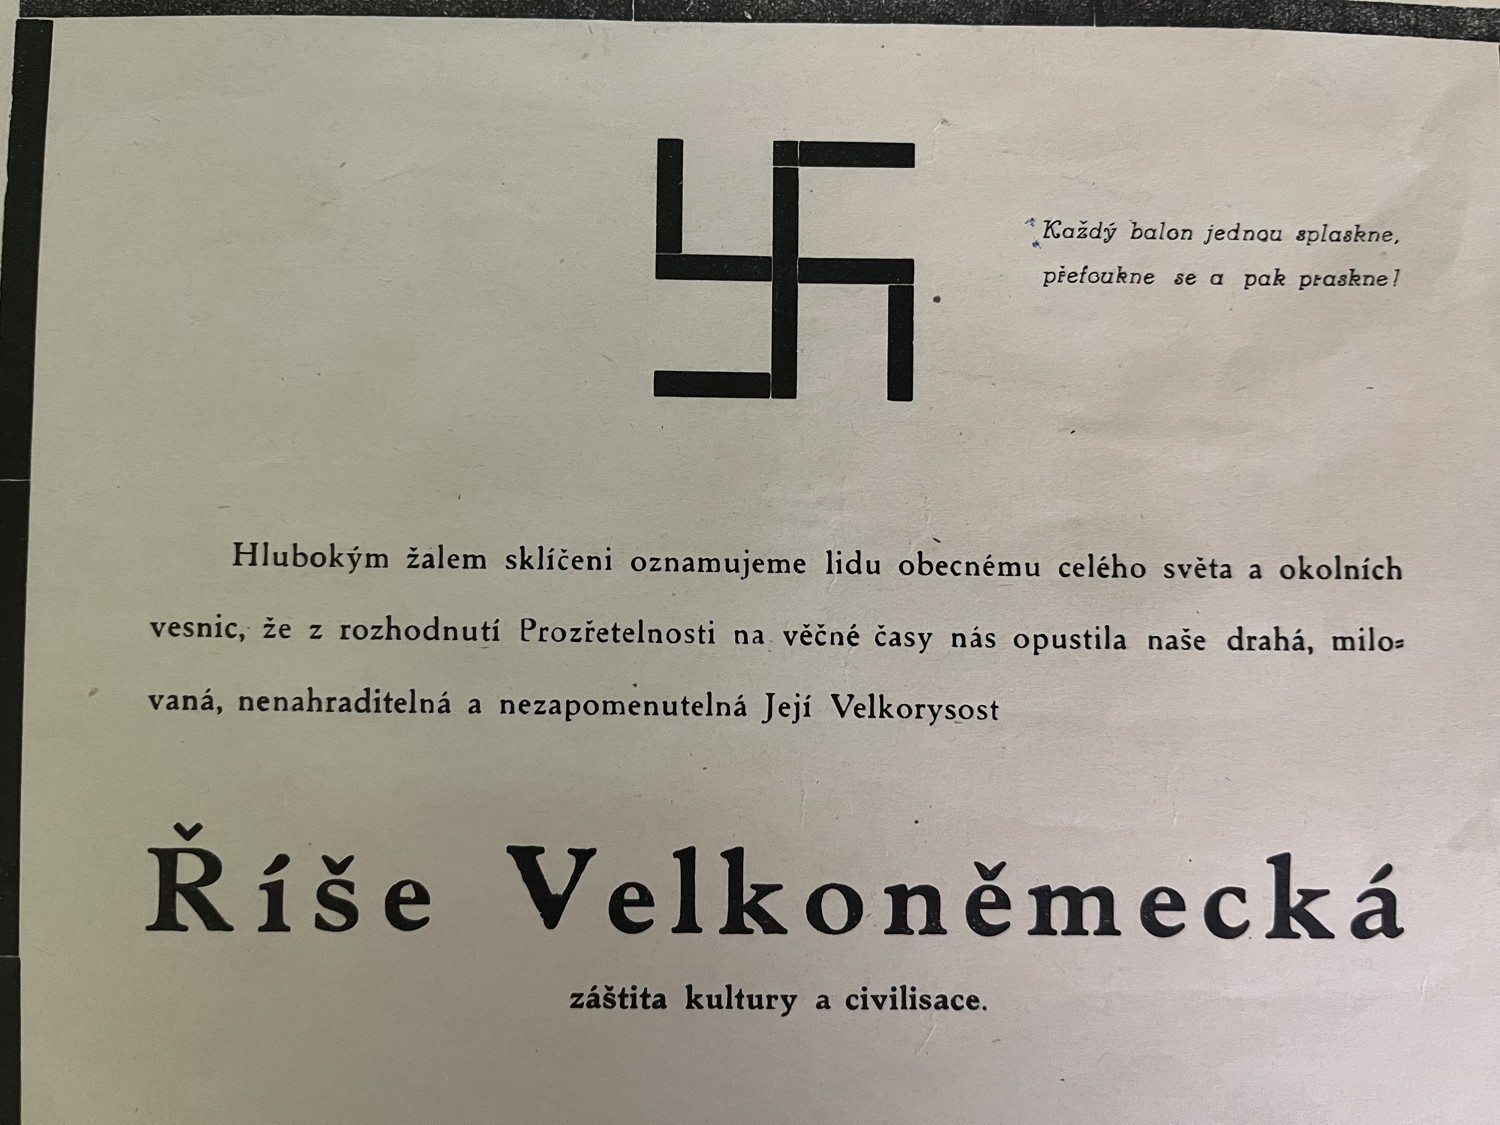 Každý balon jednou splaskne,
přefoukne se a pak praskne!
Hlubokým žalem sklíčeni oznamujeme lidu obecnému celého světa a okolních
vesnic, že z rozhodnutí Prozřetelnosti na věčné časy nás opustila naše drahá, milo=
vaná, nenahraditelná a nezapomenutelná Její Velkorysost
Říše Velkoněmecká
záštita kultury a civilisace.